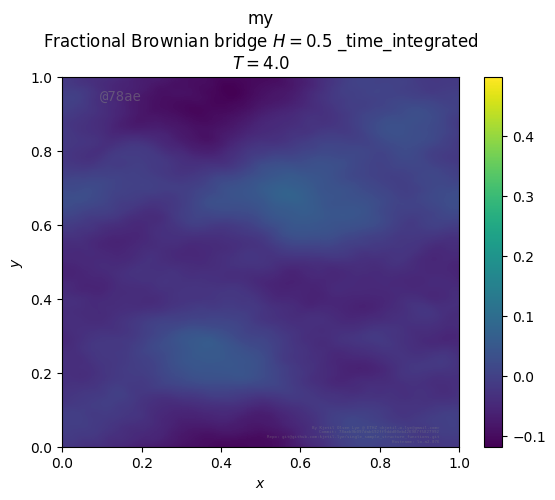 my
Fractional Brownian bridge H = 0.5 _time_integrated
T = 4.0
@78ae
1.0
0.8
0.6
0.4
0.2
0.0
y
0.0 0.2 0.4 0.6 0.8 1.0
x
0.4
0.3
0.2
0.1
0.0
−0.1